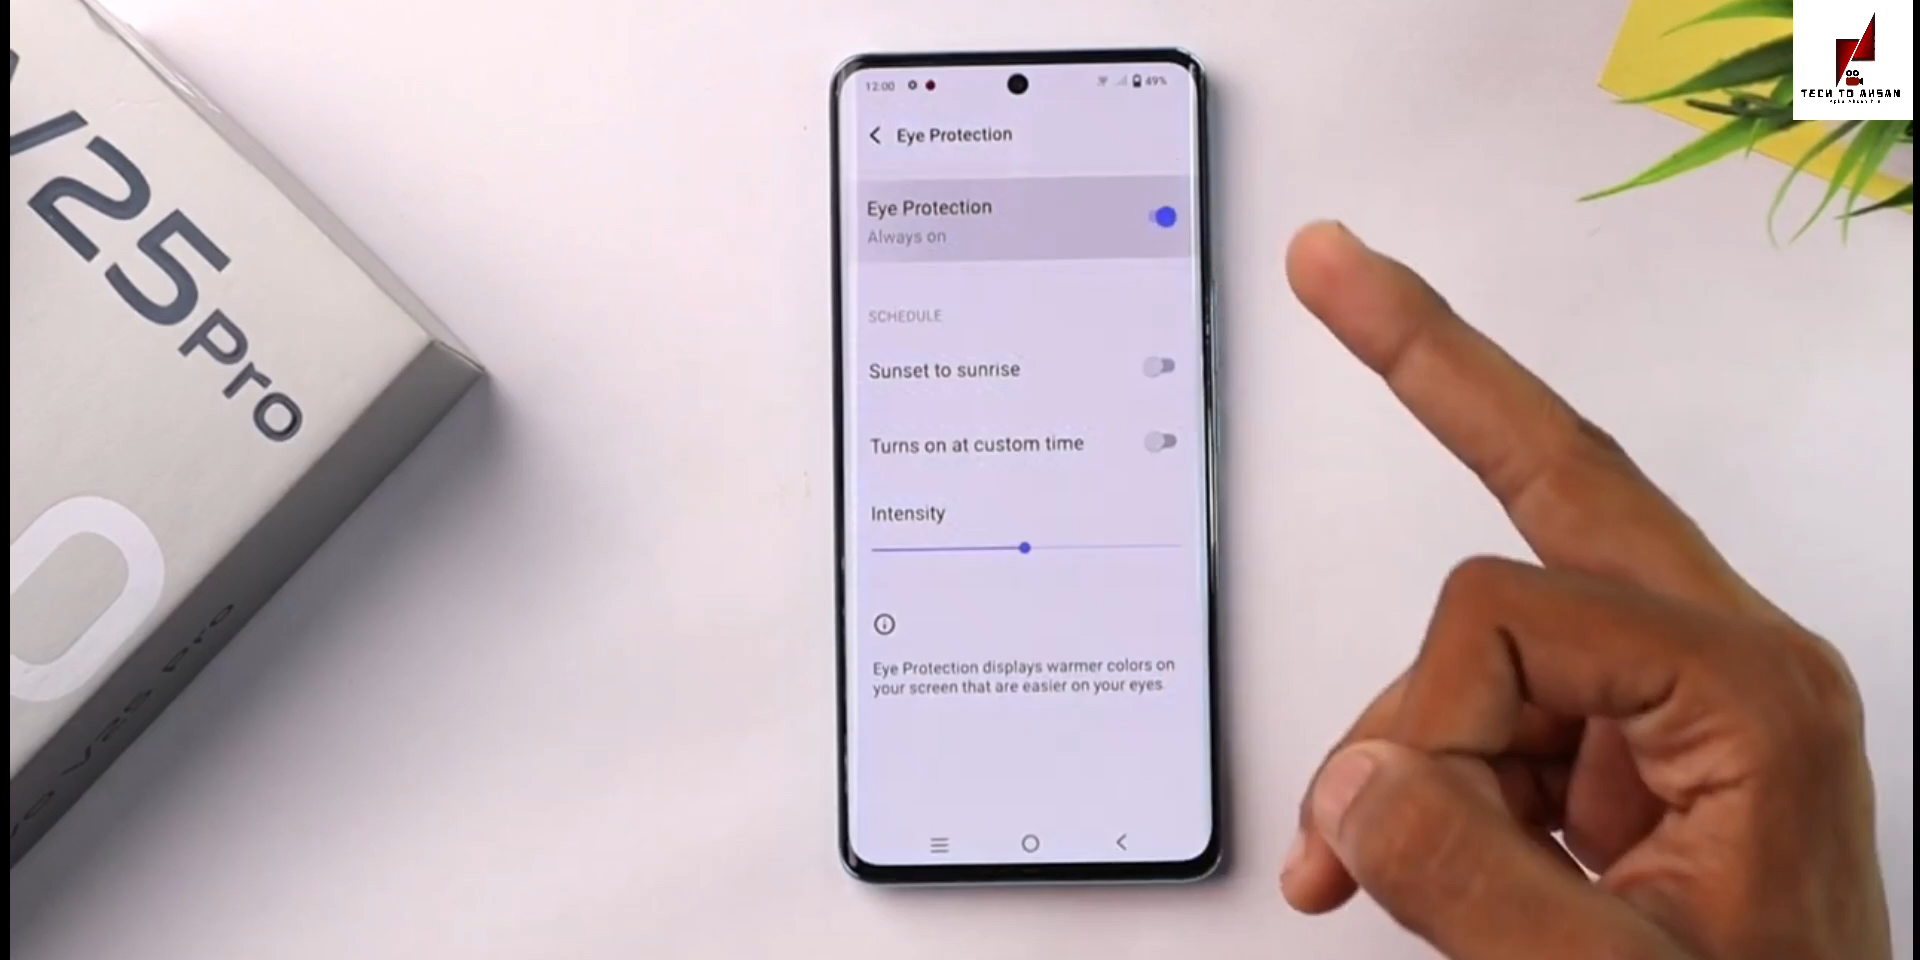 V25Pro
vivo V25 Pro
12:00
49%
Eye Protection
Eye Protection
Always on
SCHEDULE
Sunset to sunrise
Turns on at custom time
Intensity
Eye Protection displays warmer colors on
your screen that are easier on your eyes
TECH TO AHSAN